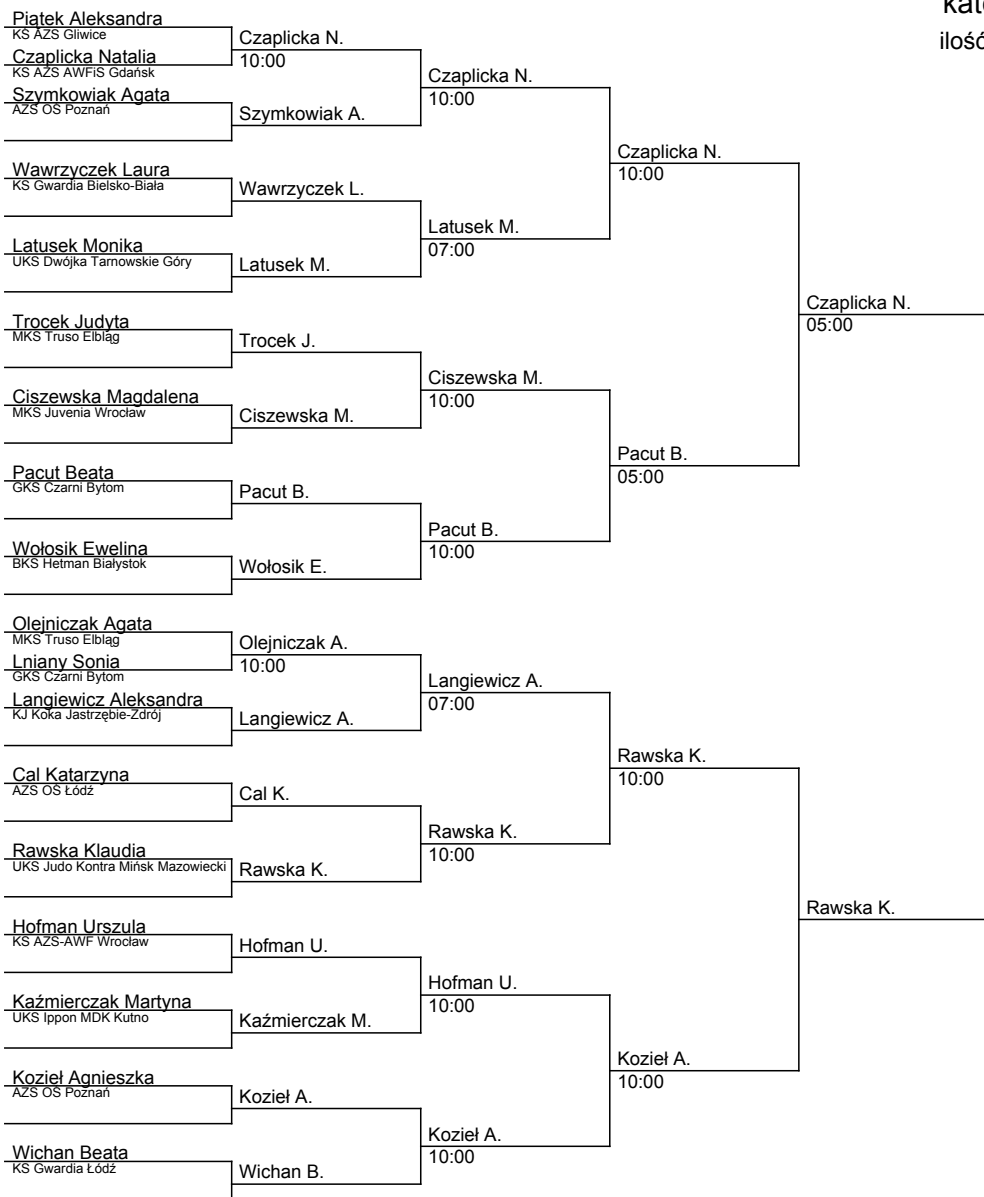 kat
ilość
Piątek Aleksandra
KS AZS Gliwice
Czaplicka Natalia
KS AZS AWFiS Gdańsk
Szymkowiak Agata
AZS OŚ Poznań
Wawrzyczek Laura
KS Gwardia Bielsko-Biała
Latusek Monika
UKS Dwójka Tarnowskie Góry
Trocek Judyta
MKS Truso Elbląg
Ciszewska Magdalena
MKS Juvenia Wrocław
Pacut Beata
GKS Czarni Bytom
Wołosik Ewelina
BKS Hetman Białystok
Olejniczak Agata
MKS Truso Elbląg
Lniany Sonia
GKS Czarni Bytom
Langiewicz Aleksandra
KJ Koka Jastrzębie-Zdrój
Cal Katarzyna
AZS OŚ Łódź
Rawska Klaudia
UKS Judo Kontra Mińsk Mazowiecki
Hofman Urszula
KS AZS-AWF Wrocław
Kaźmierczak Martyna
UKS Ippon MDK Kutno
Kozieł Agnieszka
AZS OŚ Poznań
Wichan Beata
KS Gwardia Łódź
Czaplicka N.
10:00
Szymkowiak A.
Wawrzyczek L.
Latusek M.
Trocek J.
Ciszewska M.
Pacut B.
Wołosik E.
Olejniczak A.
10:00
Langiewicz A.
Cal K.
Rawska K.
Hofman U.
Kaźmierczak M.
Kozieł A.
Wichan B.
Czaplicka N.
10:00
Latusek M.
07:00
Ciszewska M.
10:00
Pacut B.
10:00
Langiewicz A.
07:00
Rawska K.
10:00
Hofman U.
10:00
Kozieł A.
10:00
Czaplicka N.
10:00
Pacut B.
05:00
Rawska K.
10:00
Kozieł A.
10:00
Czaplicka N.
05:00
Rawska K.